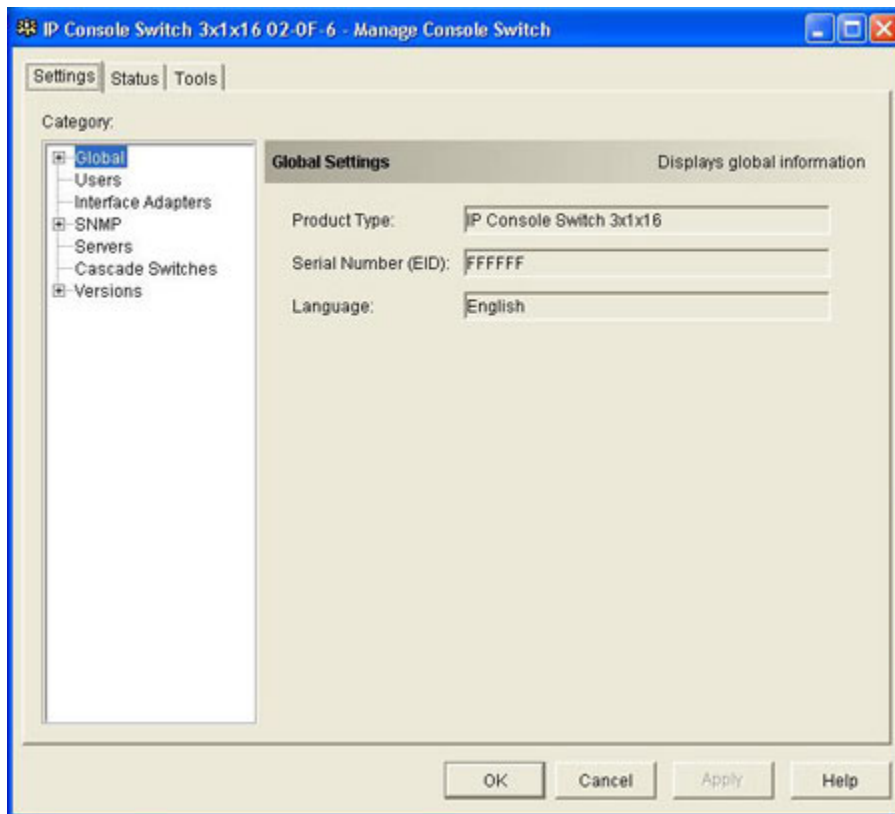 IP Console Switch 3x1x16 02-0F-6 - Manage Console Switch
Settings Status Tools
Category:
Global
Users
Interface Adapters
SNMP
Servers
Cascade Switches
Versions
Global Settings Displays global information
Product Type: IP Console Switch 3x1x16
Serial Number (EID): FFFFFF
Language: English
OK Cancel Apply Help